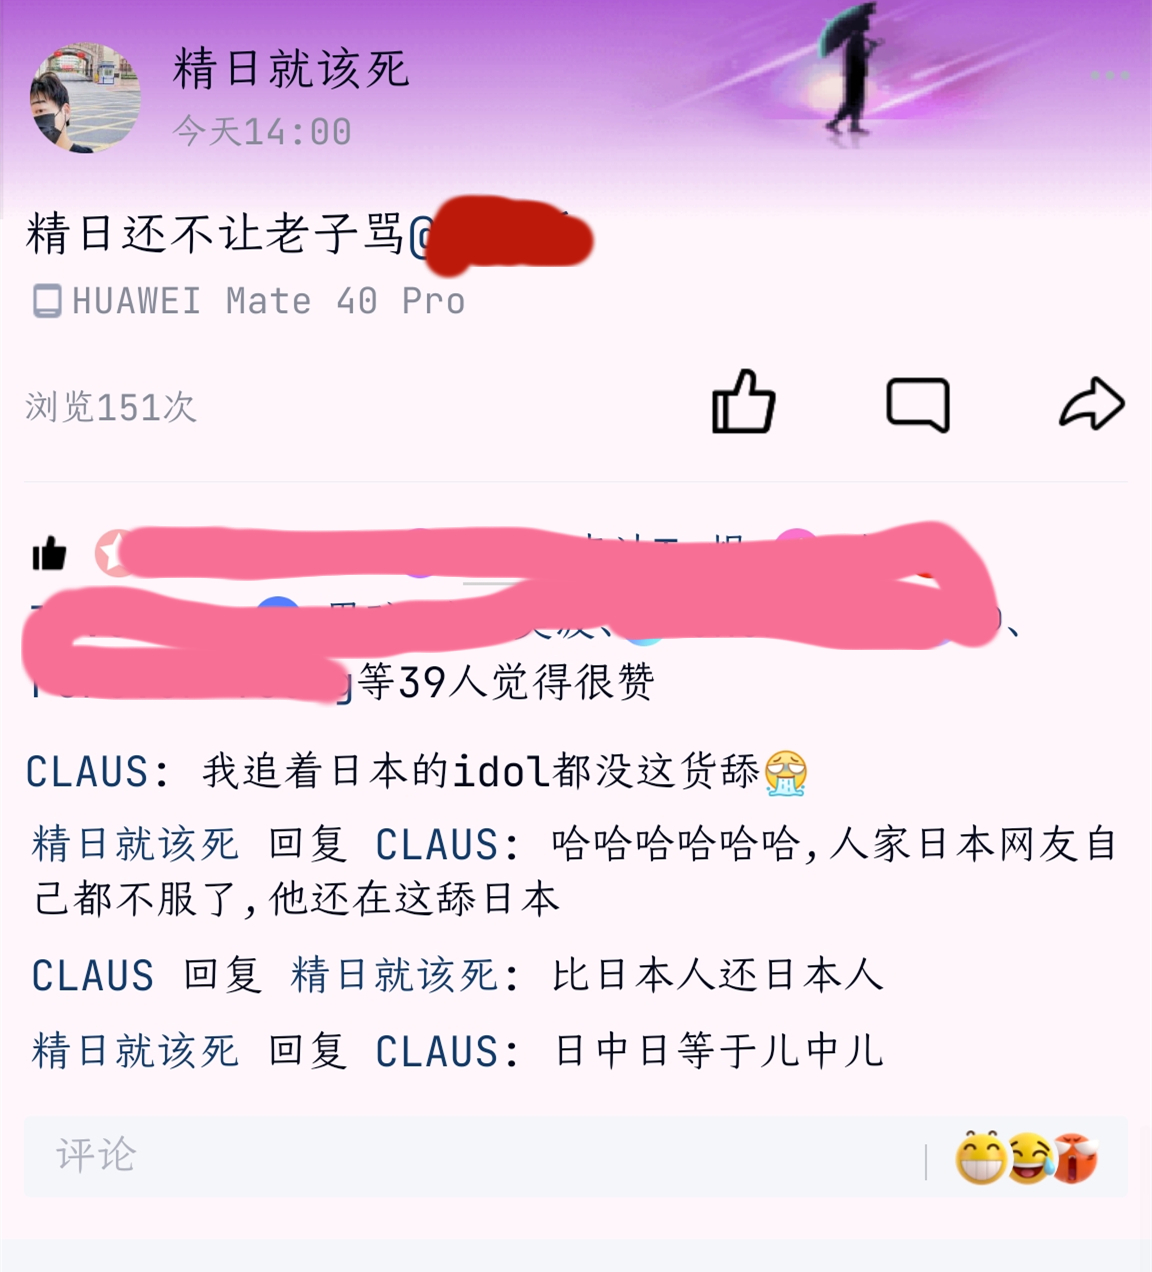 精日就该死
今天14:00
精日还不让老子骂@
HUAWEI Mate 40 Pro
浏览151次
等39人觉得很赞
CLAUS: 我追着日本的idol都没这货舔
精日就该死 回复 CLAUS: 哈哈哈哈哈哈,人家日本网友自
己都不服了,他还在这舔日本
CLAUS 回复 精日就该死: 比日本人还日本人
精日就该死 回复 CLAUS: 日中日等于儿中儿
评论